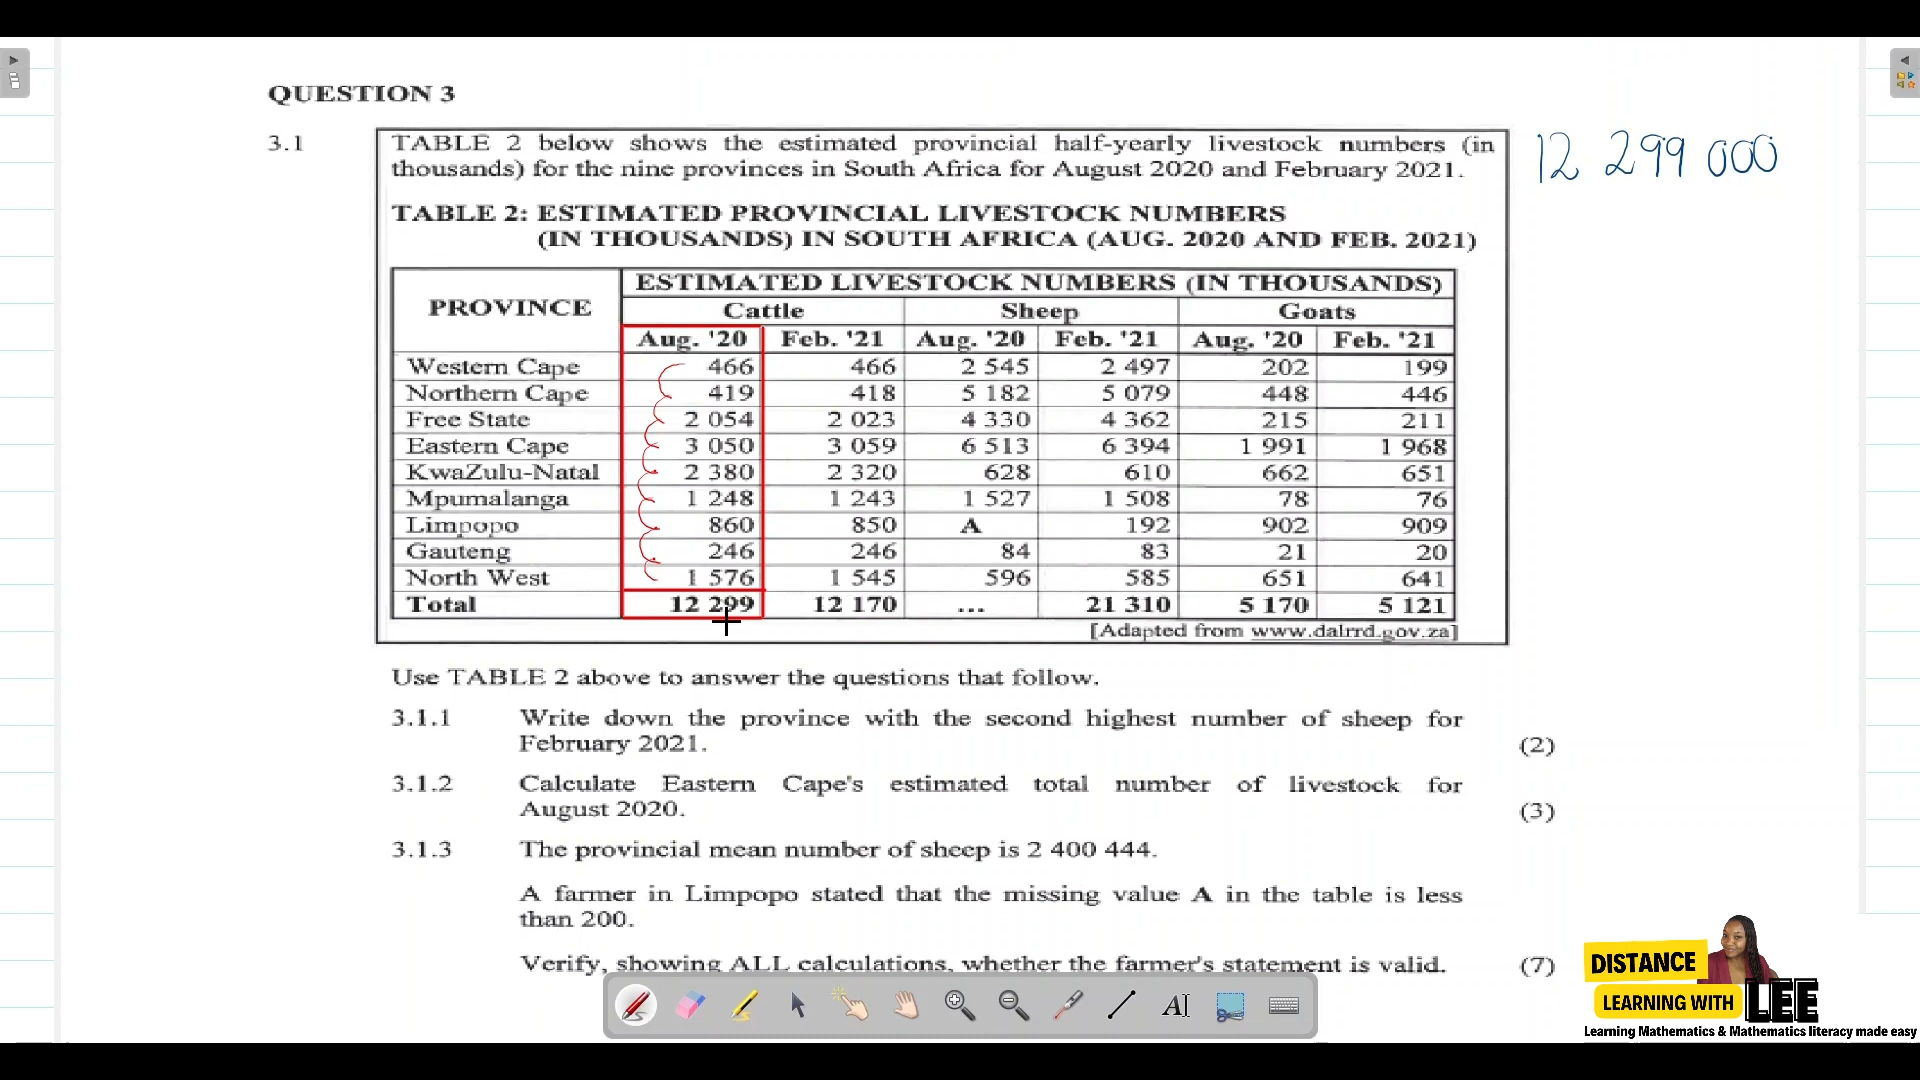 QUESTION 3
3.1 TABLE 2 below shows the estimated provincial half-yearly livestock numbers (in
thousands) for the nine provinces in South Africa for August 2020 and February 2021.
12 299 000
TABLE 2: ESTIMATED PROVINCIAL LIVESTOCK NUMBERS
(IN THOUSANDS) IN SOUTH AFRICA (AUG. 2020 AND FEB. 2021)
PROVINCE ESTIMATED LIVESTOCK NUMBERS (IN THOUSANDS)
Cattle Sheep Goats
Aug. '20 Feb. '21 Aug. '20 Feb. '21 Aug. '20 Feb. '21
Western Cape 466 466 2 545 2 497 202 199
Northern Cape 419 418 5 182 5 079 448 446
Free State 2 054 2 023 4 330 4 362 215 211
Eastern Cape 3 050 3 059 6 513 6 394 1 991 1 968
KwaZulu-Natal 2 380 2 320 628 610 662 651
Mpumalanga 1 248 1 243 1 527 1 508 78 76
Limpopo 860 850 A 192 902 909
Gauteng 246 246 84 83 21 20
North West 1 576 1 545 596 585 651 641
Total 12 299 12 170 ... 21 310 5 170 5 121
[Adapted from www.dalrrd.gov.za]
Use TABLE 2 above to answer the questions that follow.
3.1.1 Write down the province with the second highest number of sheep for
February 2021. (2)
3.1.2 Calculate Eastern Cape's estimated total number of livestock for
August 2020. (3)
3.1.3 The provincial mean number of sheep is 2 400 444.
A farmer in Limpopo stated that the missing value A in the table is less
than 200.
Verify, showing ALL calculations, whether the farmer's statement is valid. (7)
DISTANCE
LEARNING WITH LEE
Learning Mathematics & Mathematics literacy made easy